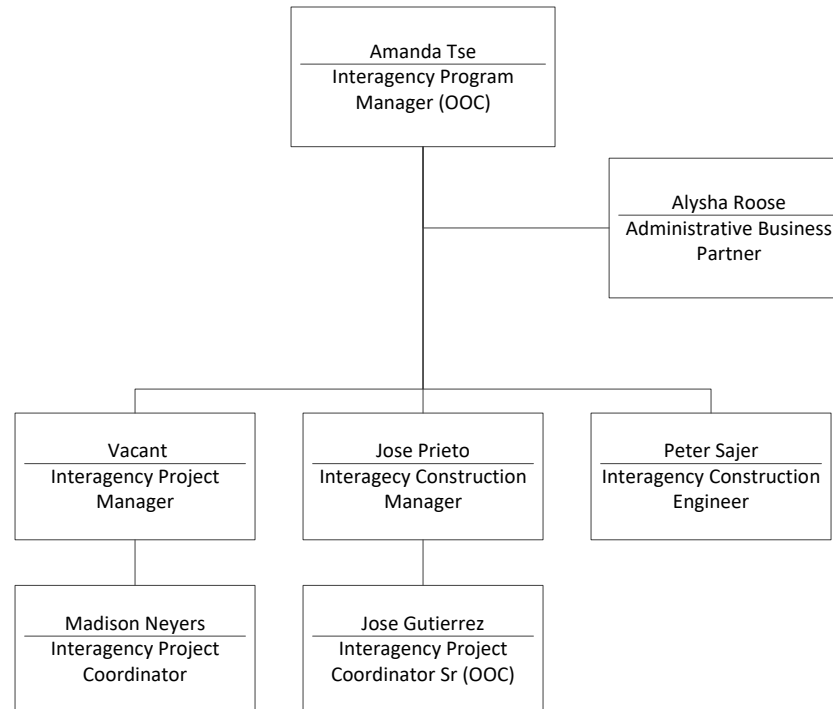 Amanda Tse
Interagency Program
Manager (OOC)
Alysha Roose
Administrative Business
Partner
Vacant
Interagency Project
Manager
Jose Prieto
Interagecy Construction
Manager
Peter Sajer
Interagency Construction
Engineer
Madison Neyers
Interagency Project
Coordinator
Jose Gutierrez
Interagency Project
Coordinator Sr (OOC)